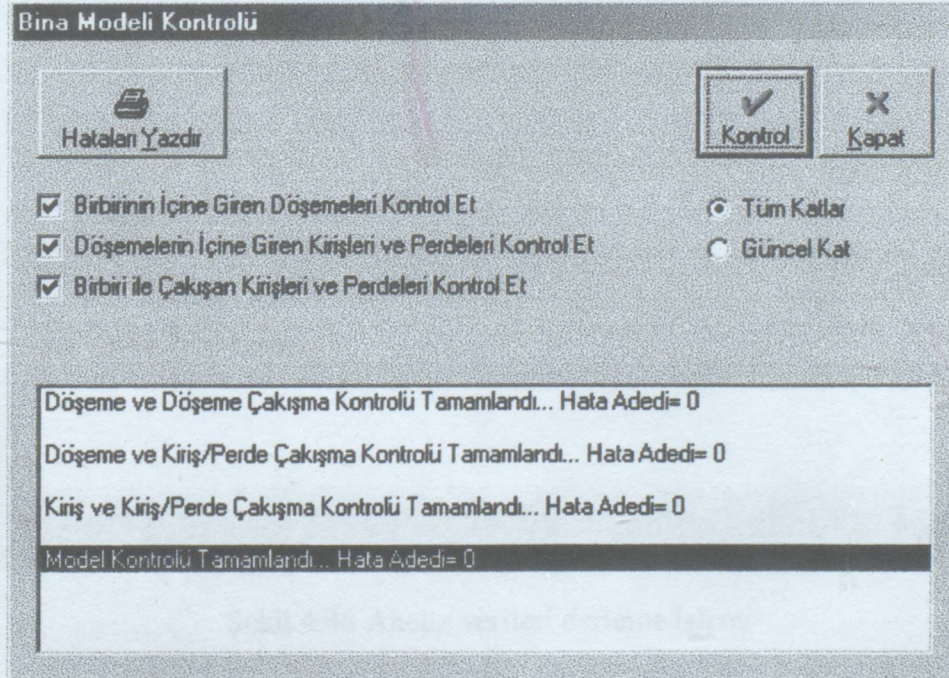 Bina Modeli Kontrolü
Hataları Yazdır
Kontrol
Kapat
Birbirinin İçine Giren Döşemeleri Kontrol Et
Döşemelerin İçine Giren Kirişleri ve Perdeleri Kontrol Et
Birbiri ile Çakışan Kirişleri ve Perdeleri Kontrol Et
Tüm Katlar
Güncel Kat
Döşeme ve Döşeme Çakışma Kontrolü Tamamlandı... Hata Adedi= 0
Döşeme ve Kiriş/Perde Çakışma Kontrolü Tamamlandı... Hata Adedi= 0
Kiriş ve Kiriş/Perde Çakışma Kontrolü Tamamlandı... Hata Adedi= 0
Model Kontrolü Tamamlandı... Hata Adedi= 0